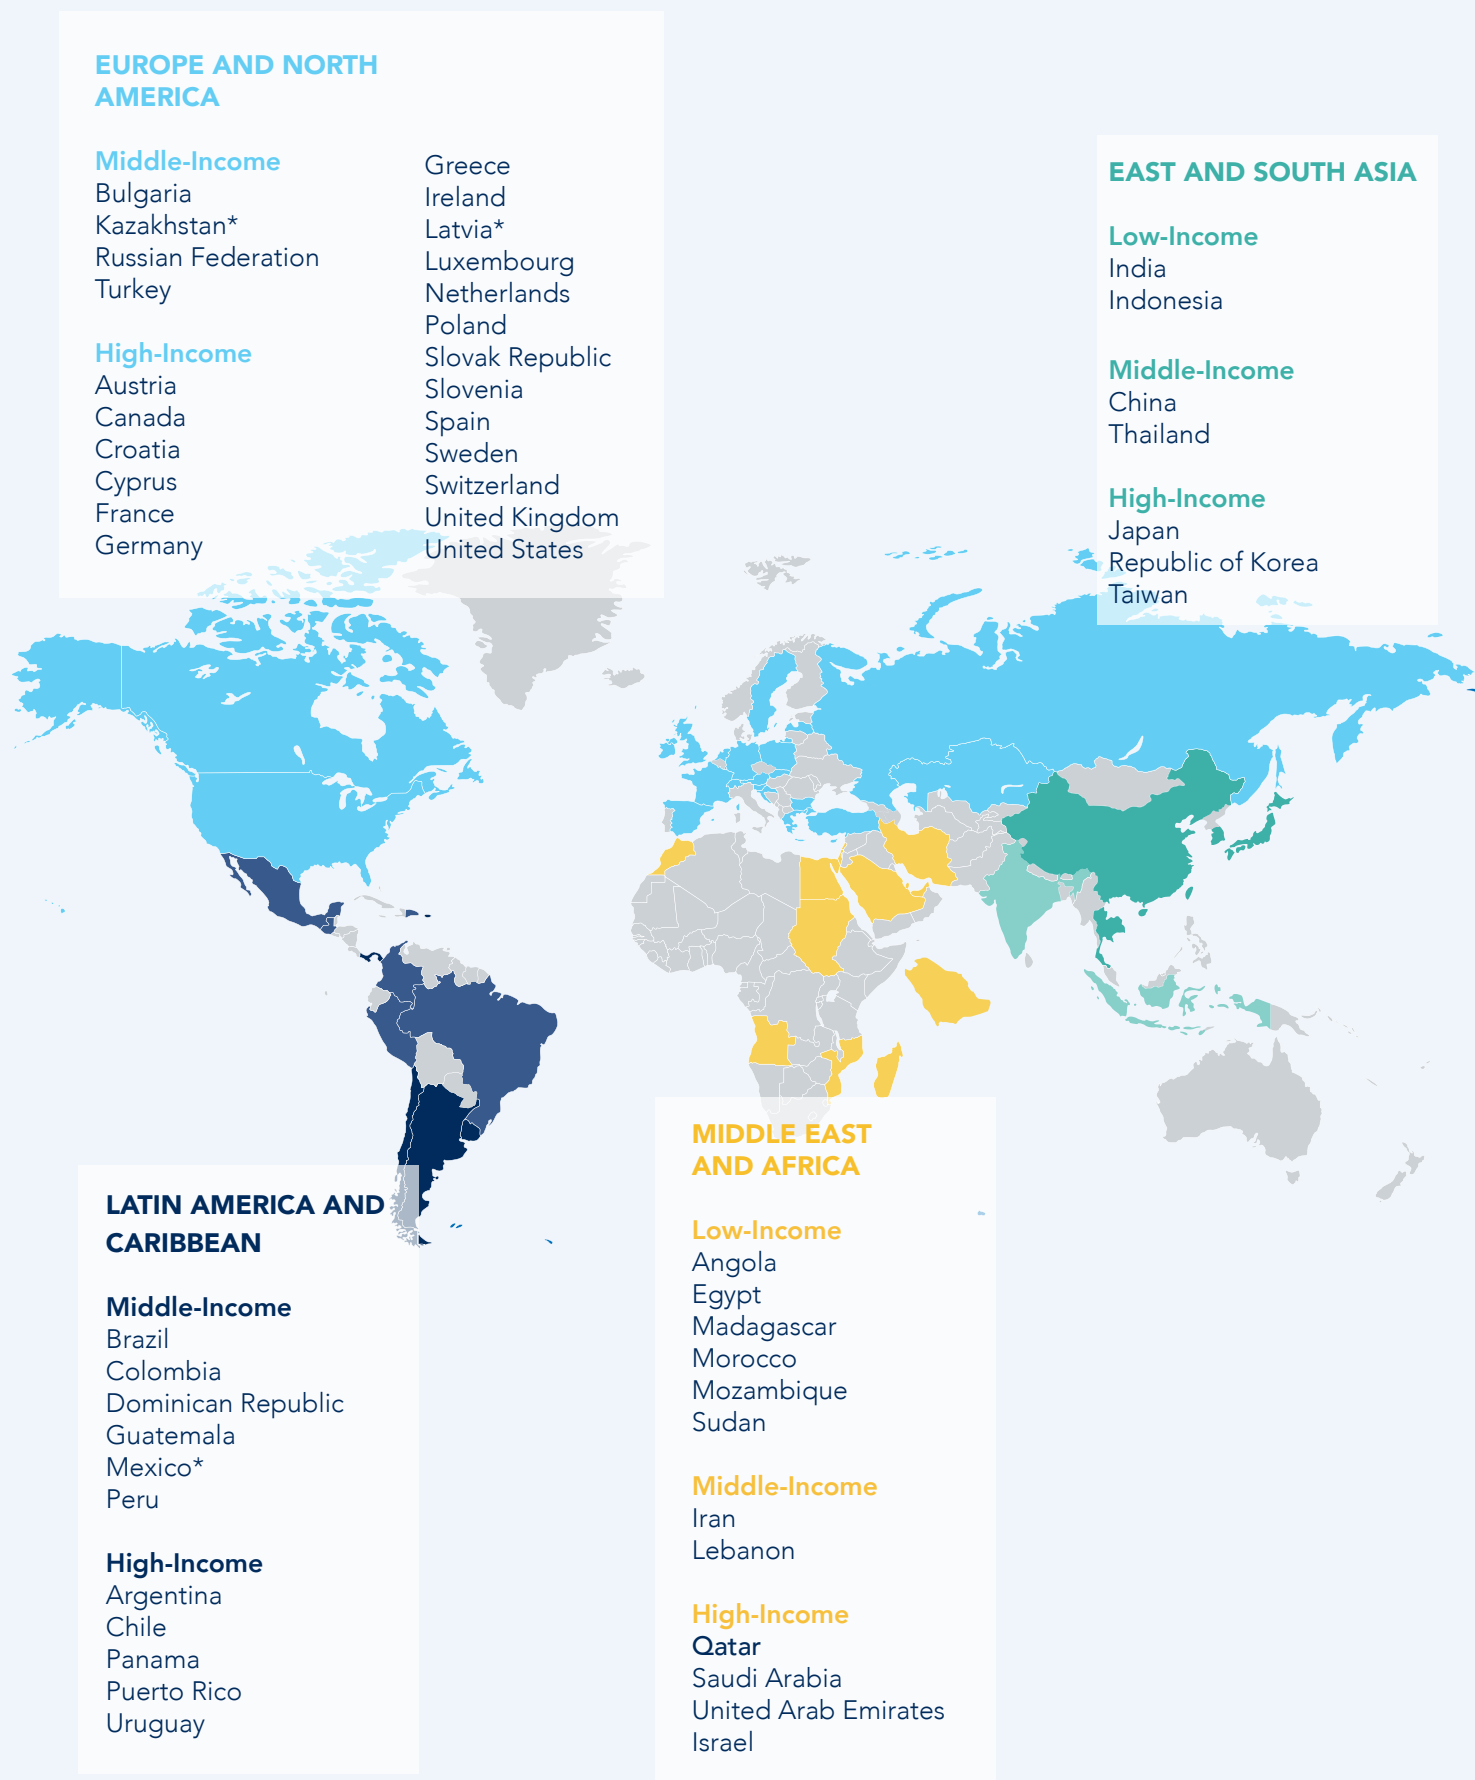 EUROPE AND NORTH
AMERICA
Middle-Income
Bulgaria
Kazakhstan*
Russian Federation
Turkey
High-Income
Austria
Canada
Croatia
Cyprus
France
Germany
Greece
Ireland
Latvia*
Luxembourg
Netherlands
Poland
Slovak Republic
Slovenia
Spain
Sweden
Switzerland
United Kingdom
United States
EAST AND SOUTH ASIA
Low-Income
India
Indonesia
Middle-Income
China
Thailand
High-Income
Japan
Republic of Korea
Taiwan
LATIN AMERICA AND
CARIBBEAN
Middle-Income
Brazil
Colombia
Dominican Republic
Guatemala
Mexico*
Peru
High-Income
Argentina
Chile
Panama
Puerto Rico
Uruguay
MIDDLE EAST
AND AFRICA
Low-Income
Angola
Egypt
Madagascar
Morocco
Mozambique
Sudan
Middle-Income
Iran
Lebanon
High-Income
Qatar
Saudi Arabia
United Arab Emirates
Israel